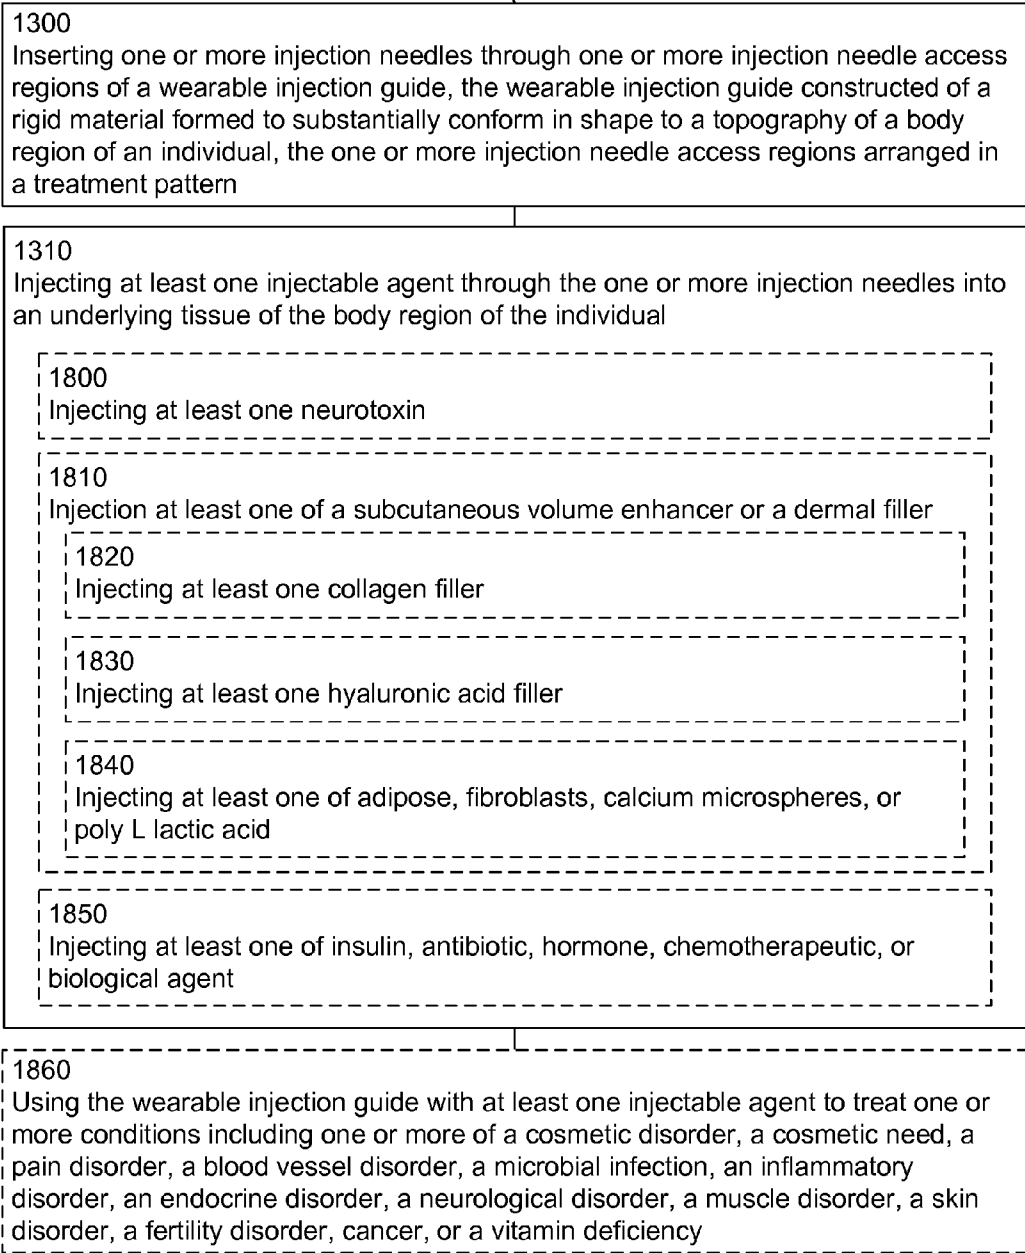 1300
Inserting one or more injection needles through one or more injection needle access
regions of a wearable injection guide, the wearable injection guide constructed of a
rigid material formed to substantially conform in shape to a topography of a body
region of an individual, the one or more injection needle access regions arranged in
a treatment pattern
1310
Injecting at least one injectable agent through the one or more injection needles into
an underlying tissue of the body region of the individual
1800
Injecting at least one neurotoxin
1810
Injection at least one of a subcutaneous volume enhancer or a dermal filler
1820
Injecting at least one collagen filler
1830
Injecting at least one hyaluronic acid filler
1840
Injecting at least one of adipose, fibroblasts, calcium microspheres, or
poly L lactic acid
1850
Injecting at least one of insulin, antibiotic, hormone, chemotherapeutic, or
biological agent
1860
Using the wearable injection guide with at least one injectable agent to treat one or
more conditions including one or more of a cosmetic disorder, a cosmetic need, a
pain disorder, a blood vessel disorder, a microbial infection, an inflammatory
disorder, an endocrine disorder, a neurological disorder, a muscle disorder, a skin
disorder, a fertility disorder, cancer, or a vitamin deficiency